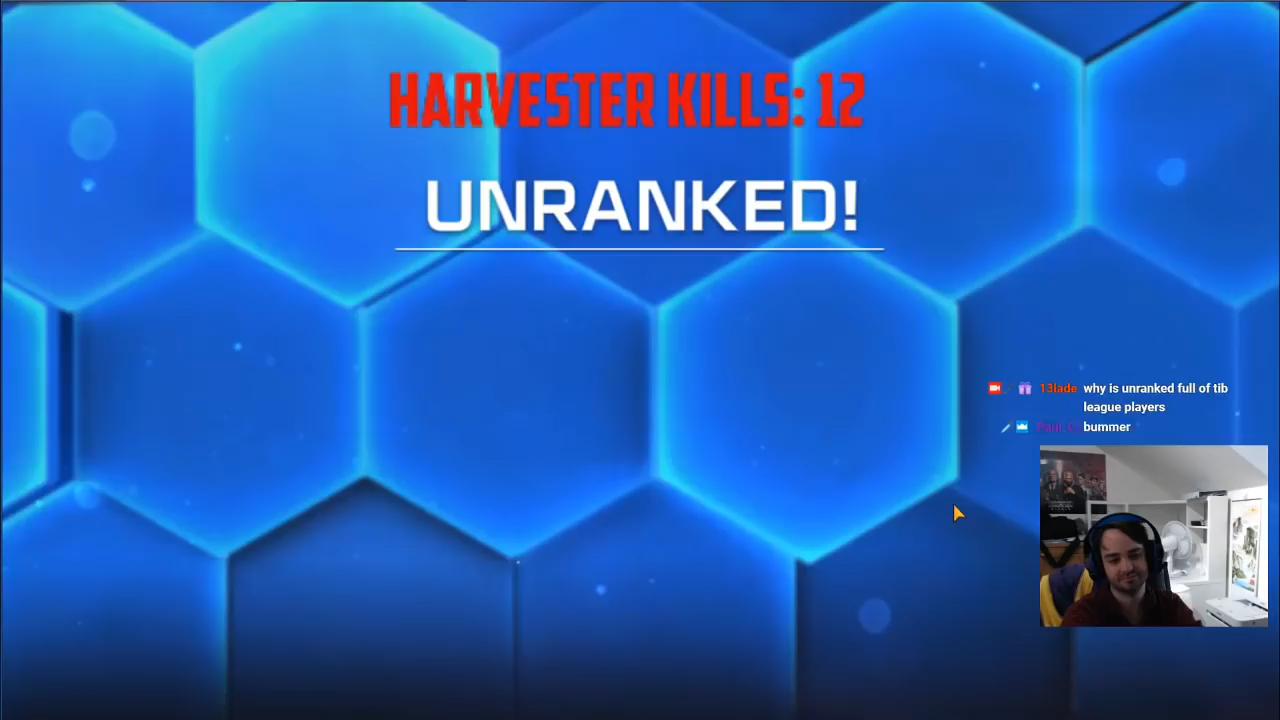 HARVESTER KILLS: 12
UNRANKED!
13lade why is unranked full of tib
league players
bummer